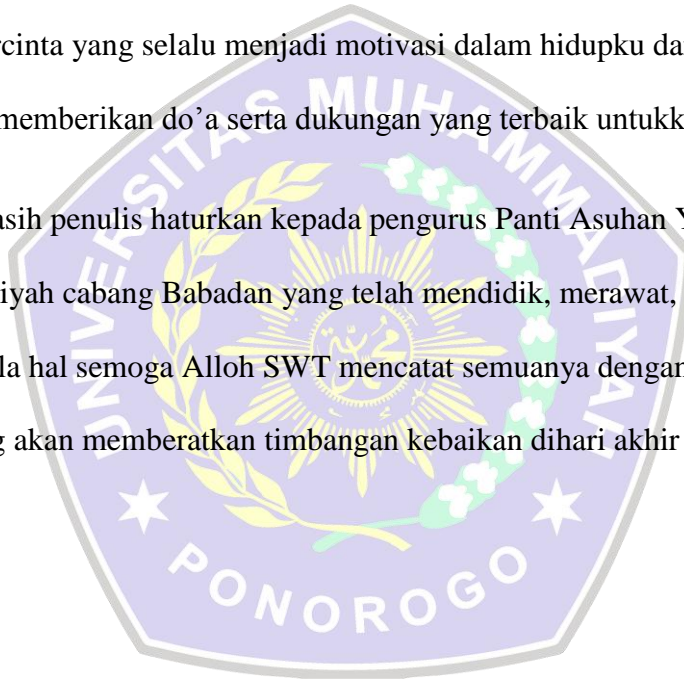 rcinta yang selalu menjadi motivasi dalam hidupku da
memberikan do’a serta dukungan yang terbaik untukk
asih penulis haturkan kepada pengurus Panti Asuhan Y
iyah cabang Babadan yang telah mendidik, merawat,
la hal semoga Alloh SWT mencatat semuanya dengan
g akan memberatkan timbangan kebaikan dihari akhir
UNIVERSITAS MUHAMMADIYAH
PONOROGO